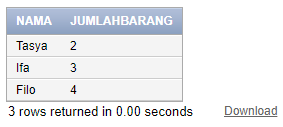 NAMA JUMLAHBARANG
Tasya 2
Ifa 3
Filo 4
3 rows returned in 0.00 seconds Download